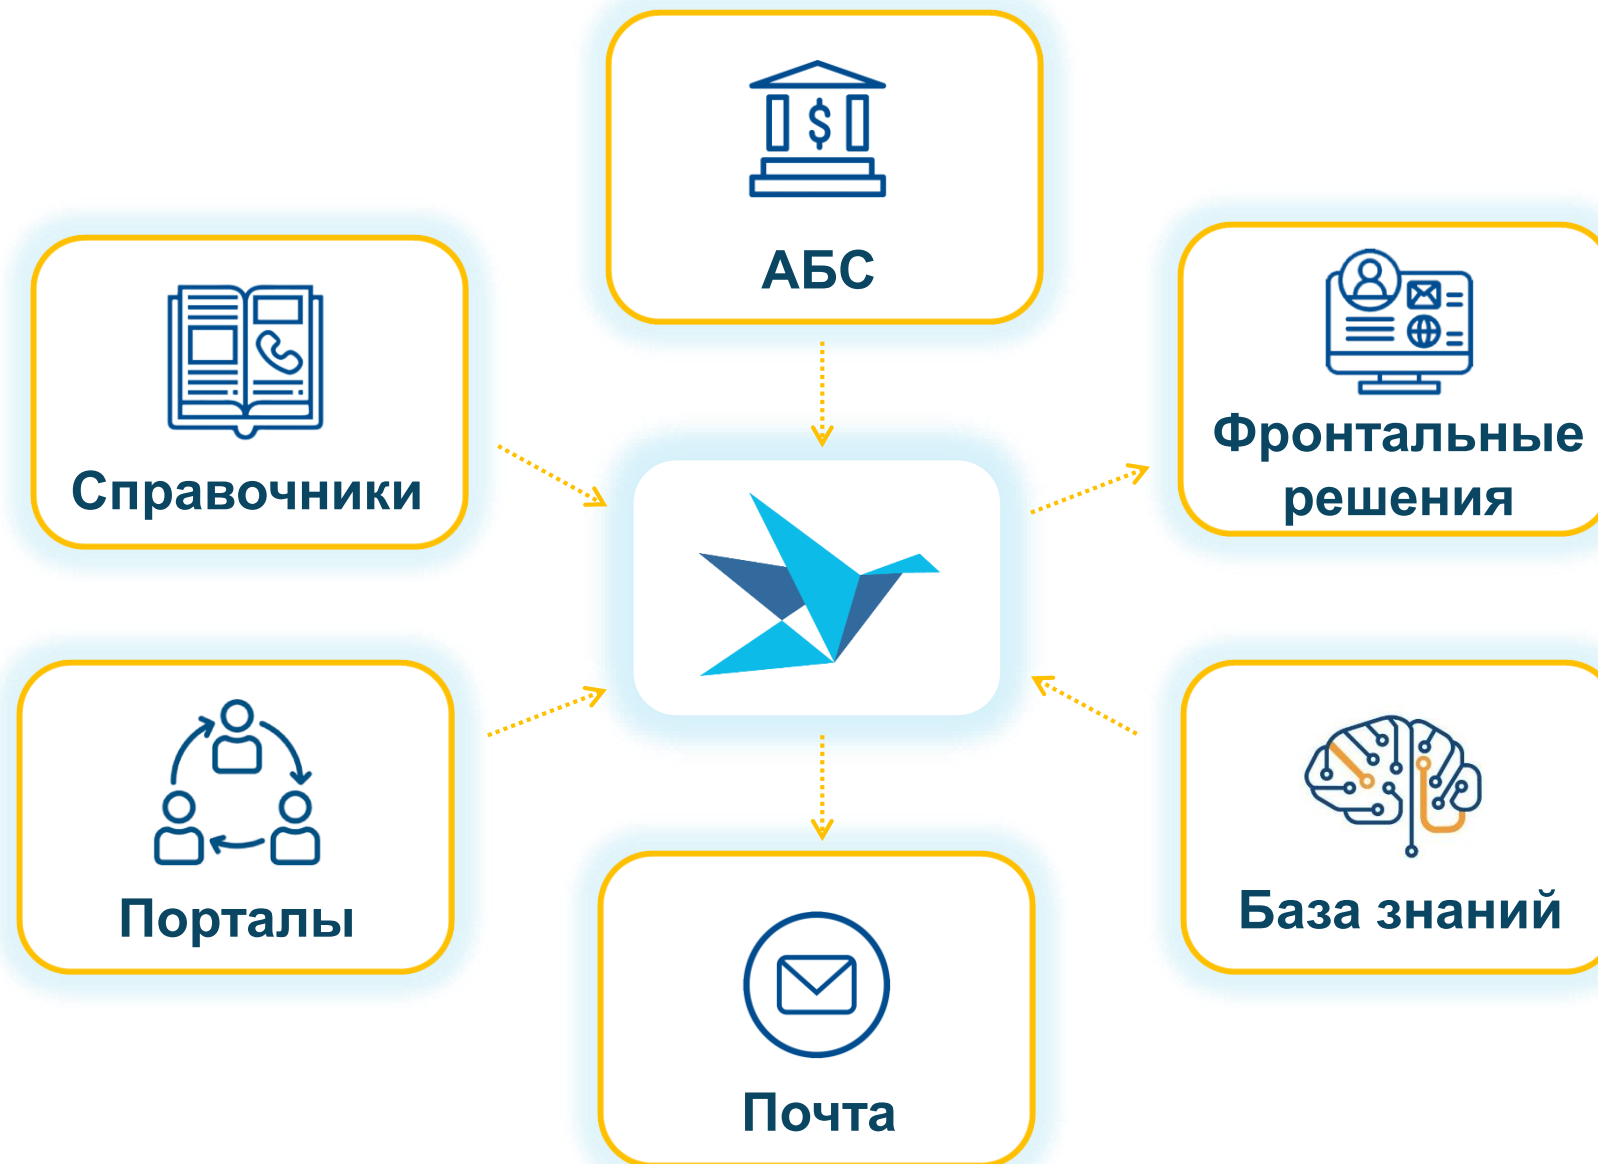 АБС
Справочники
Фронтальные
решения
Порталы
База знаний
Почта